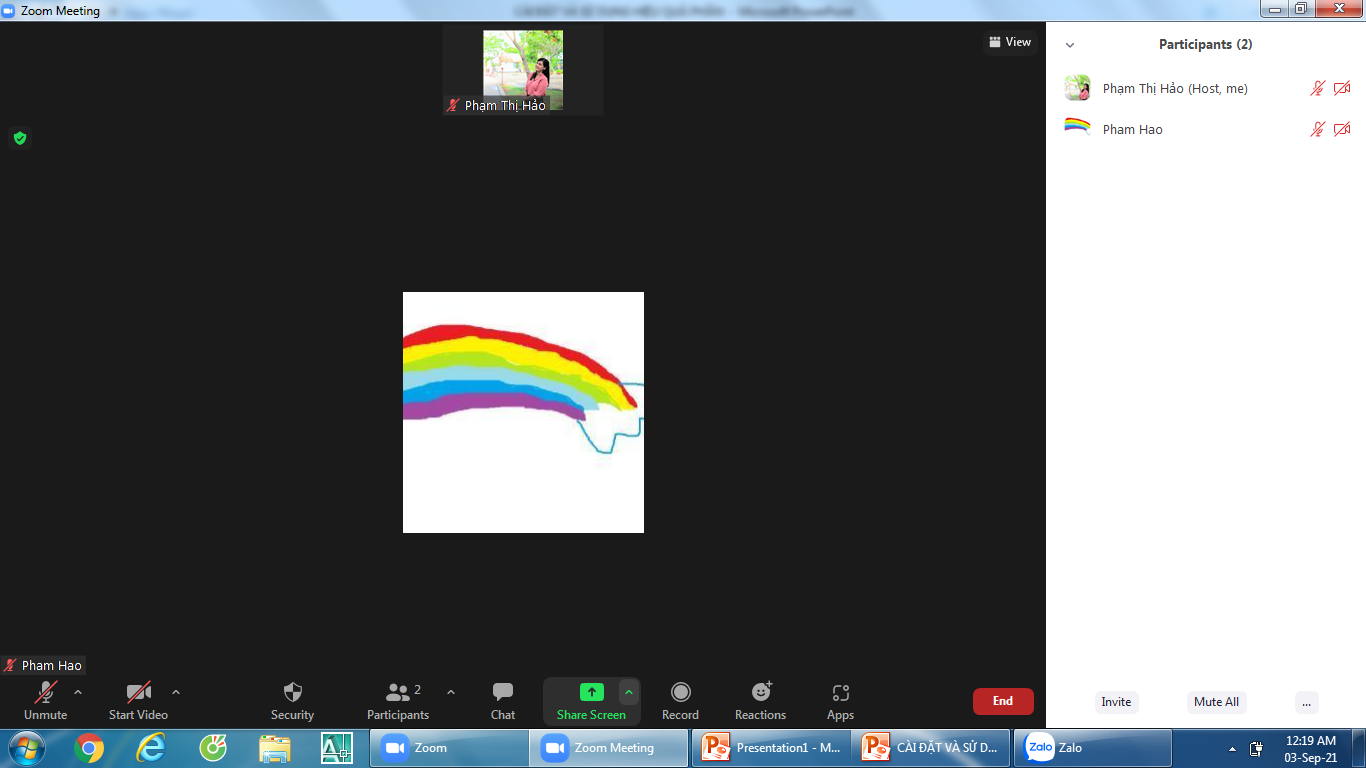 Zoom Meeting
CÀI ĐẶT VÀ SỬ DỤNG HIỆU QUẢ PHẦN - Microsoft PowerPoint
View
Phạm Thị Hảo
Pham Hao
Unmute
Start Video
Security
2
Participants
Chat
Share Screen
Record
Reactions
Apps
End
Participants (2)
Phạm Thị Hảo (Host, me)
Pham Hao
Invite
Mute All
...
Zoom
Zoom Meeting
Presentation1 - M...
CÀI ĐẶT VÀ SỬ D...
Zalo
Zalo
12:19 AM
03-Sep-21